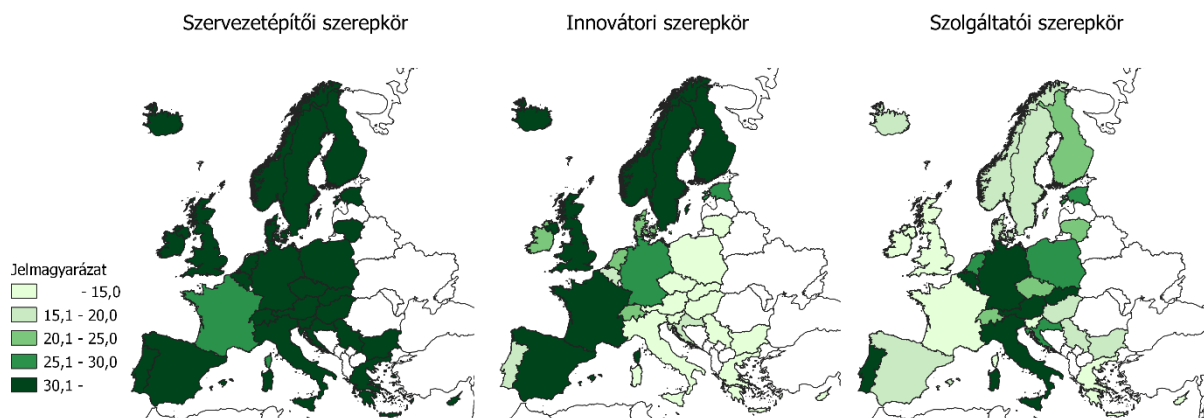 Szervezetépítői szerepkör
Innovátori szerepkör
Szolgáltatói szerepkör
Jelmagyarázat
- 15,0
15,1 - 20,0
20,1 - 25,0
25,1 - 30,0
30,1 -